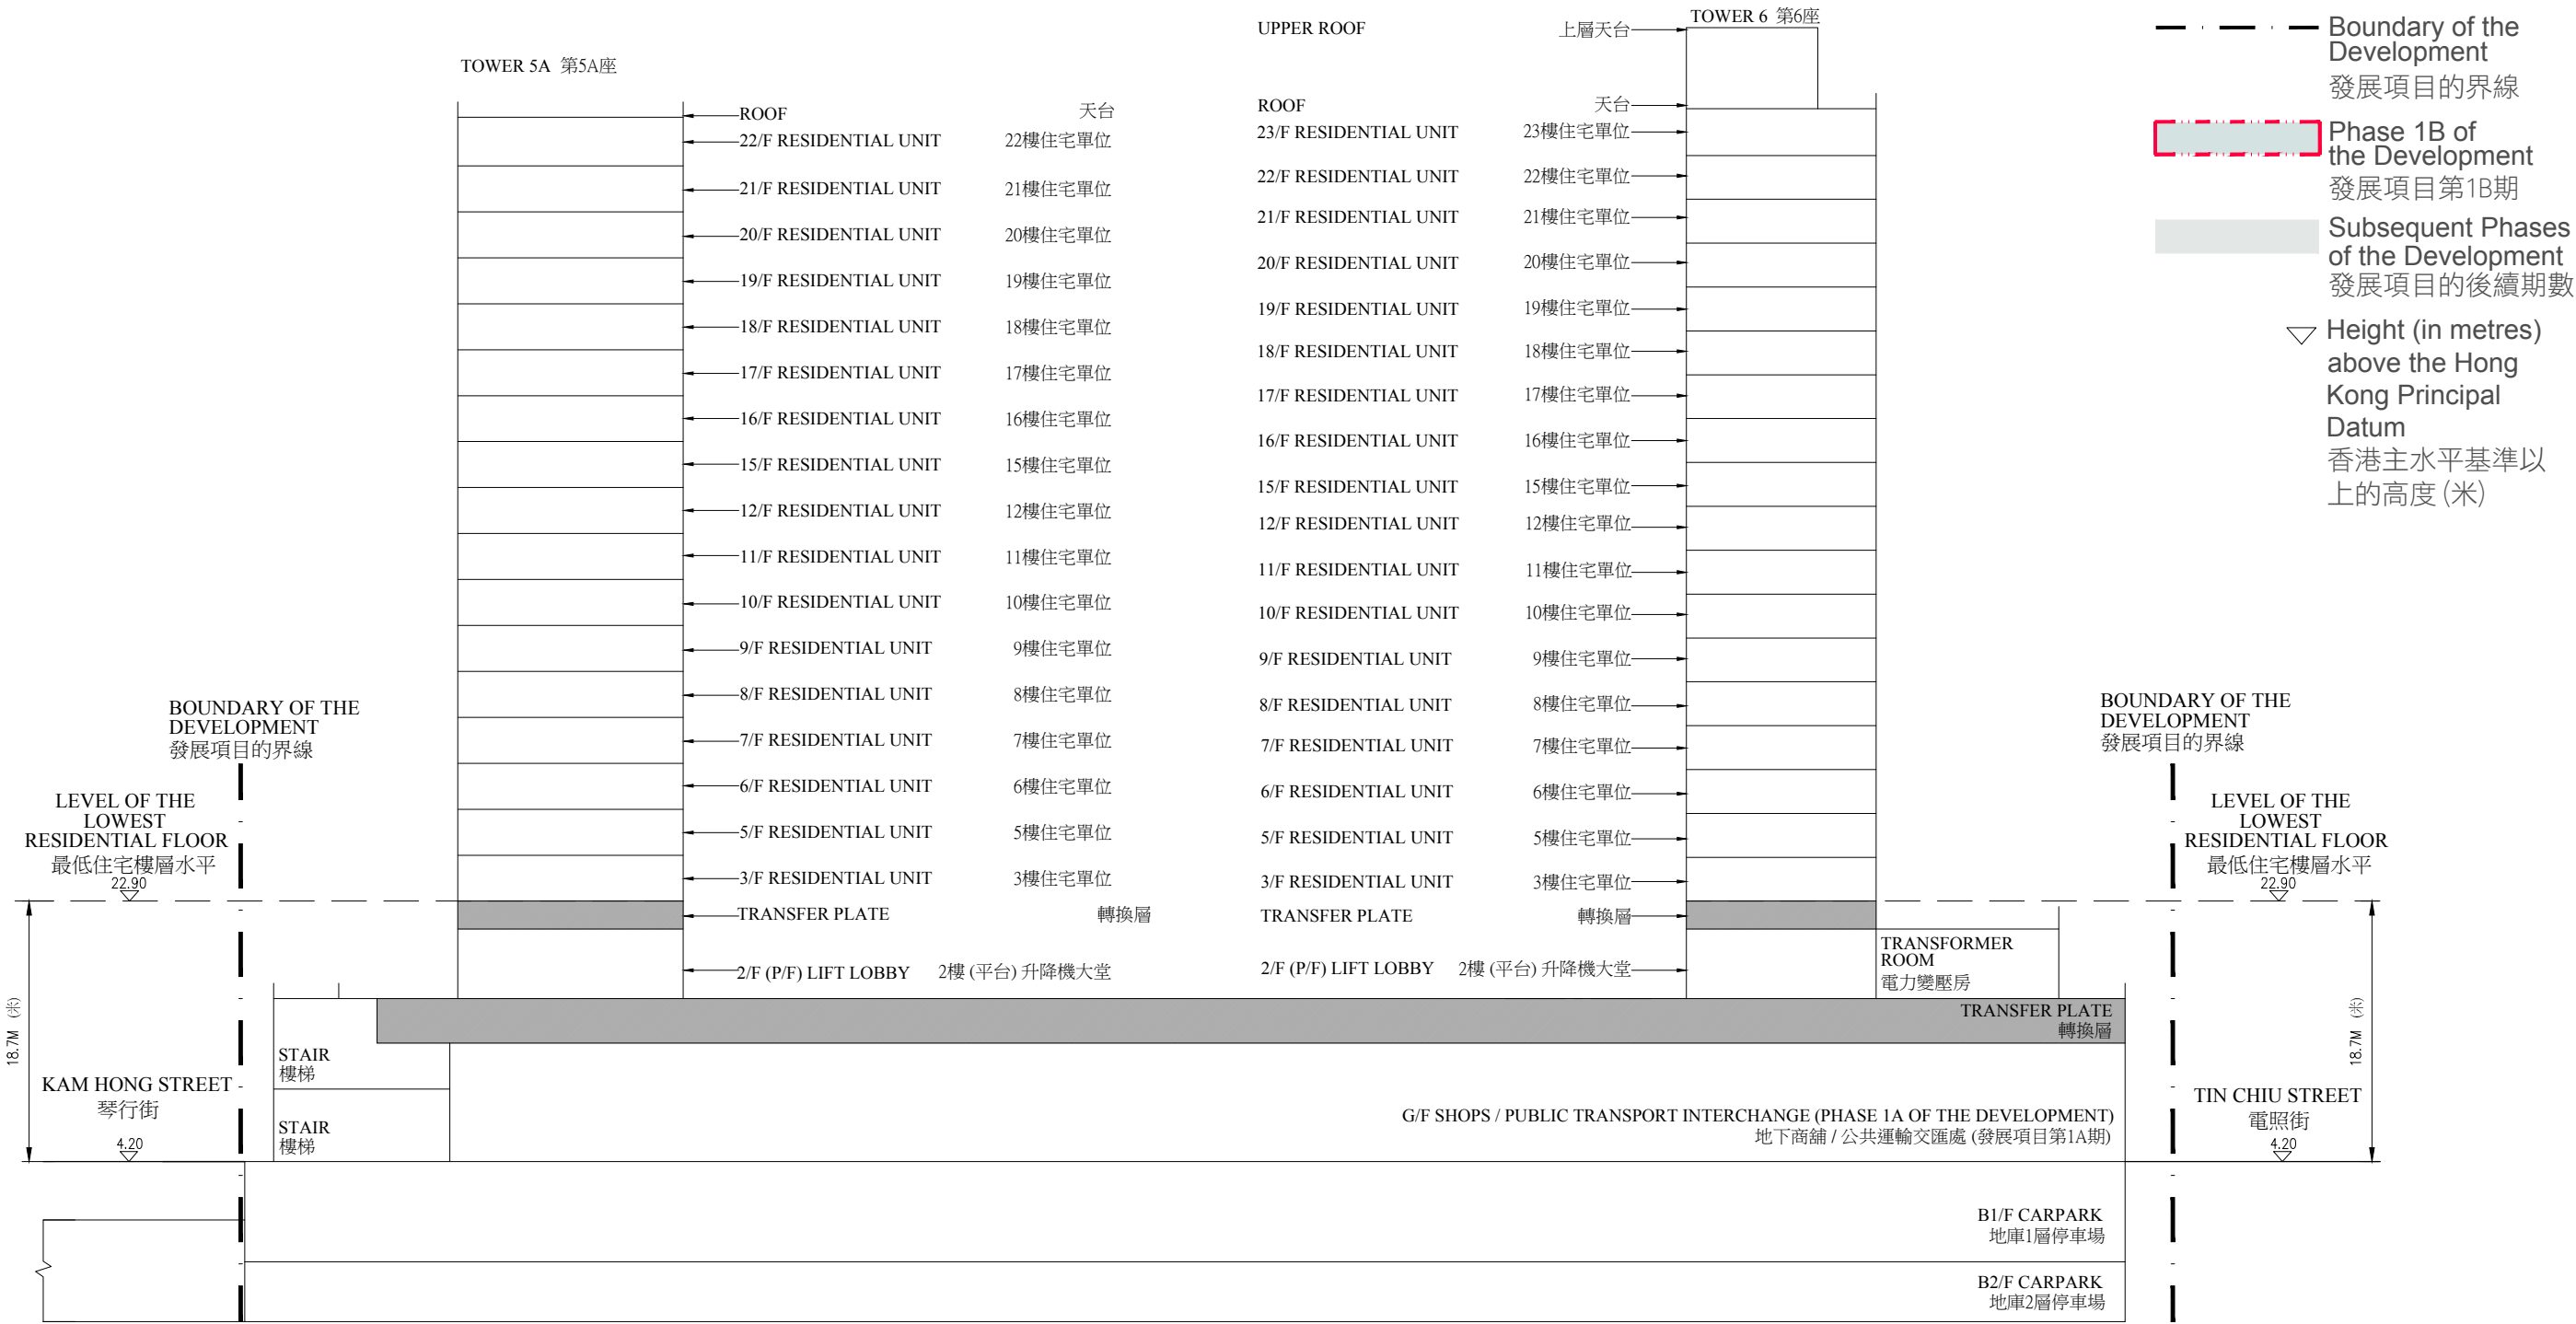 TOWER 5A 第5A座
ROOF 天台
22/F RESIDENTIAL UNIT 22樓住宅單位
21/F RESIDENTIAL UNIT 21樓住宅單位
20/F RESIDENTIAL UNIT 20樓住宅單位
19/F RESIDENTIAL UNIT 19樓住宅單位
18/F RESIDENTIAL UNIT 18樓住宅單位
17/F RESIDENTIAL UNIT 17樓住宅單位
16/F RESIDENTIAL UNIT 16樓住宅單位
15/F RESIDENTIAL UNIT 15樓住宅單位
12/F RESIDENTIAL UNIT 12樓住宅單位
11/F RESIDENTIAL UNIT 11樓住宅單位
10/F RESIDENTIAL UNIT 10樓住宅單位
9/F RESIDENTIAL UNIT 9樓住宅單位
8/F RESIDENTIAL UNIT 8樓住宅單位
7/F RESIDENTIAL UNIT 7樓住宅單位
6/F RESIDENTIAL UNIT 6樓住宅單位
5/F RESIDENTIAL UNIT 5樓住宅單位
3/F RESIDENTIAL UNIT 3樓住宅單位
TRANSFER PLATE 轉換層
2/F (P/F) LIFT LOBBY 2樓 (平台) 升降機大堂
TOWER 6 第6座
UPPER ROOF 上層天台
ROOF 天台
23/F RESIDENTIAL UNIT 23樓住宅單位
22/F RESIDENTIAL UNIT 22樓住宅單位
21/F RESIDENTIAL UNIT 21樓住宅單位
20/F RESIDENTIAL UNIT 20樓住宅單位
19/F RESIDENTIAL UNIT 19樓住宅單位
18/F RESIDENTIAL UNIT 18樓住宅單位
17/F RESIDENTIAL UNIT 17樓住宅單位
16/F RESIDENTIAL UNIT 16樓住宅單位
15/F RESIDENTIAL UNIT 15樓住宅單位
12/F RESIDENTIAL UNIT 12樓住宅單位
11/F RESIDENTIAL UNIT 11樓住宅單位
10/F RESIDENTIAL UNIT 10樓住宅單位
9/F RESIDENTIAL UNIT 9樓住宅單位
8/F RESIDENTIAL UNIT 8樓住宅單位
7/F RESIDENTIAL UNIT 7樓住宅單位
6/F RESIDENTIAL UNIT 6樓住宅單位
5/F RESIDENTIAL UNIT 5樓住宅單位
3/F RESIDENTIAL UNIT 3樓住宅單位
TRANSFER PLATE 轉換層
2/F (P/F) LIFT LOBBY 2樓 (平台) 升降機大堂
Boundary of the
Development
發展項目的界線
Phase 1B of
the Development
發展項目第1B期
Subsequent Phases
of the Development
發展項目的後續期數
Height (in metres)
above the Hong
Kong Principal
Datum
香港主水平基準以
上的高度 (米)
BOUNDARY OF THE
DEVELOPMENT
發展項目的界線
LEVEL OF THE
LOWEST
RESIDENTIAL FLOOR
最低住宅樓層水平
22.90
18.7M (米)
KAM HONG STREET
琴行街
4.20
STAIR
樓梯
STAIR
樓梯
TRANSFORMER
ROOM
電力變壓房
TRANSFER PLATE
轉換層
G/F SHOPS / PUBLIC TRANSPORT INTERCHANGE (PHASE 1A OF THE DEVELOPMENT)
地下商舖 / 公共運輸交匯處 (發展項目第1A期)
B1/F CARPARK
地庫1層停車場
B2/F CARPARK
地庫2層停車場
BOUNDARY OF THE
DEVELOPMENT
發展項目的界線
LEVEL OF THE
LOWEST
RESIDENTIAL FLOOR
最低住宅樓層水平
22.90
18.7M (米)
TIN CHIU STREET
電照街
4.20